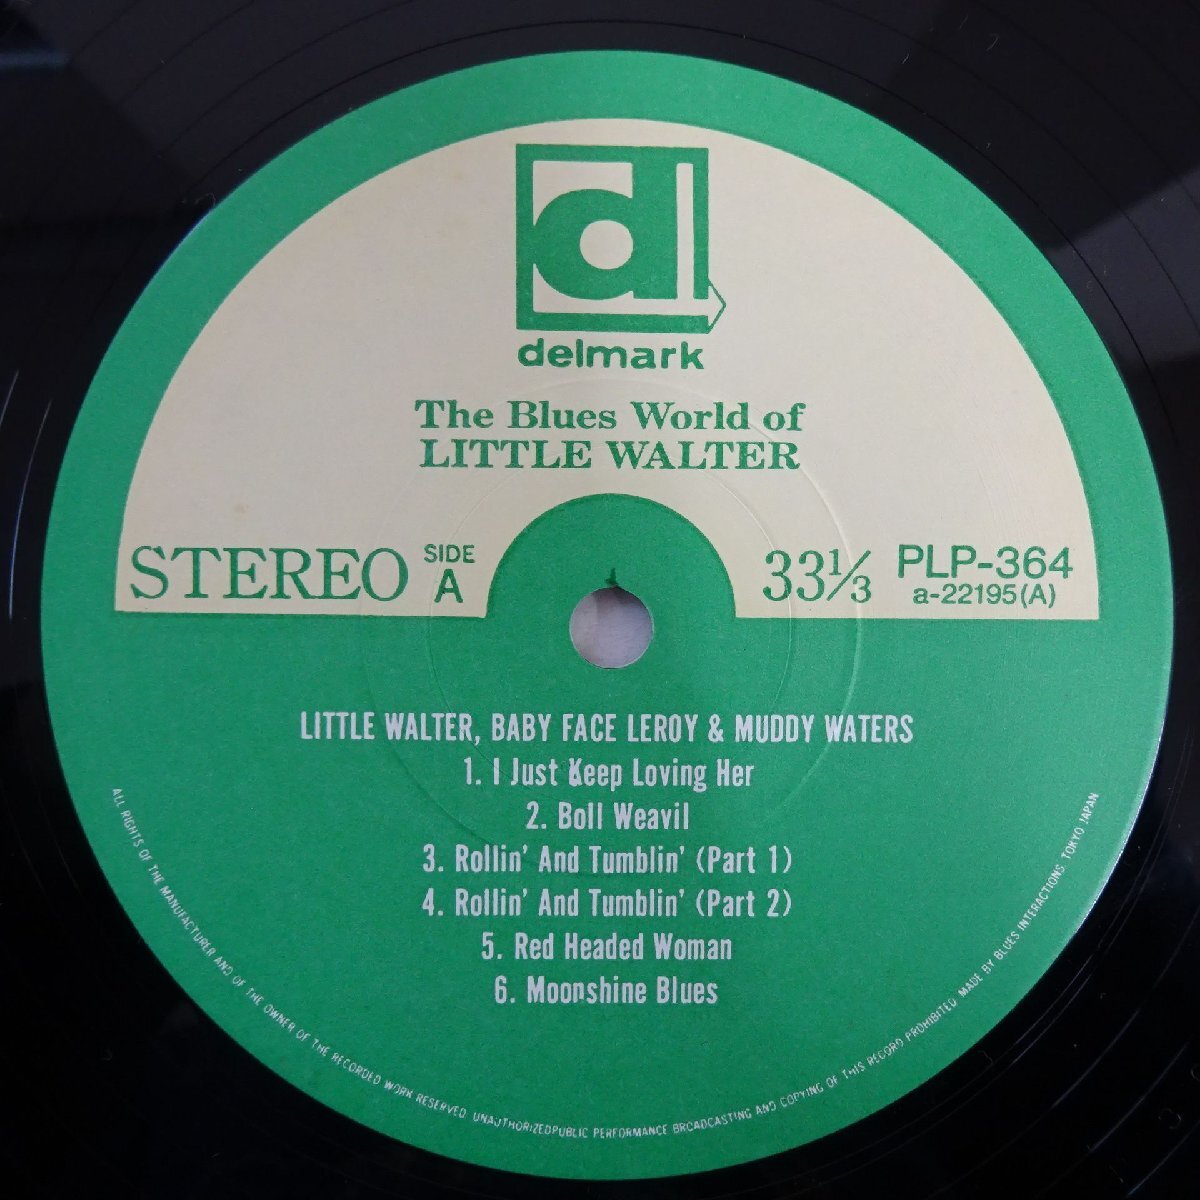 d
delmark
The Blues World of
LITTLE WALTER
STEREO SIDE A 33⅓ PLP-364
a-22195(A)
LITTLE WALTER, BABY FACE LEROY & MUDDY WATERS
1. I Just Keep Loving Her
2. Boll Weavil
3. Rollin' And Tumblin' (Part 1)
4. Rollin' And Tumblin' (Part 2)
5. Red Headed Woman
6. Moonshine Blues
ALL RIGHTS OF THE MANUFACTURER AND OF THE OWNER OF THE RECORDED WORK RESERVED. UNAUTHORIZEDPUBLIC PERFORMANCE BRCADCASTING AND COPYING OF THIS RECORD PROHIBITED. MADE BY BLUES INTERACTIONS. TOKYO JAPAN